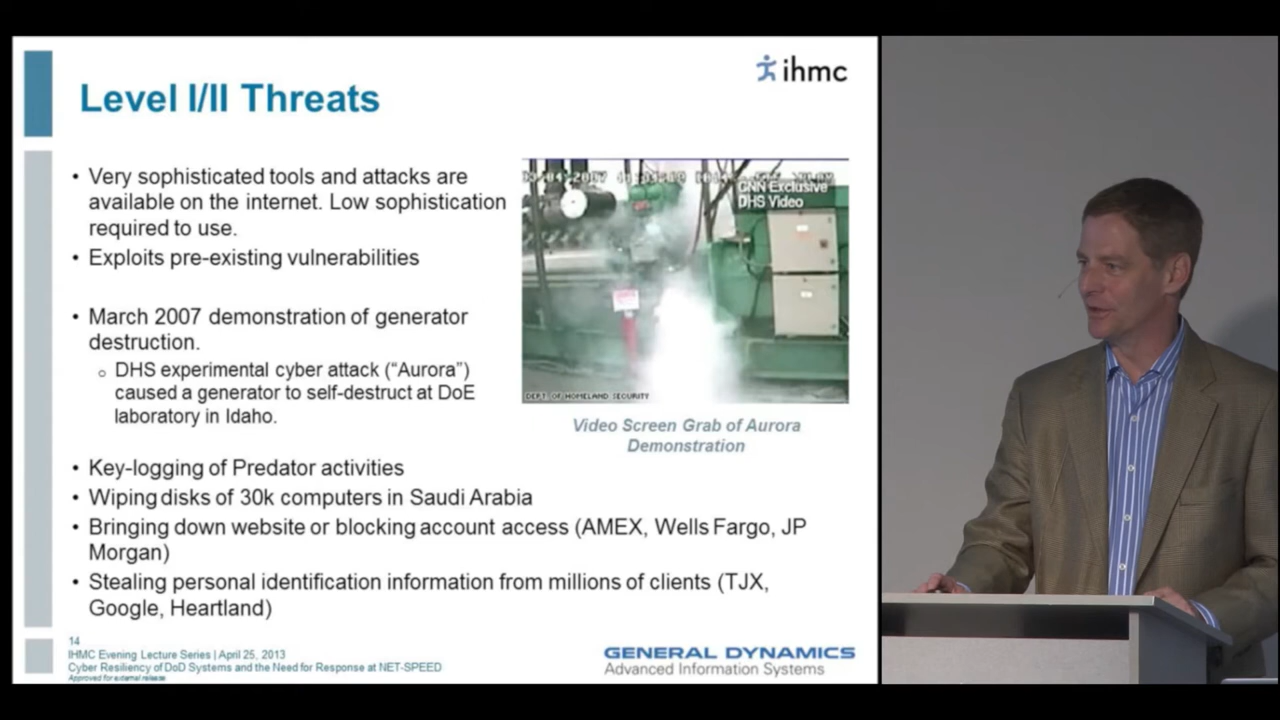 ihmc
Level I/II Threats
• Very sophisticated tools and attacks are
available on the internet. Low sophistication
required to use.
• Exploits pre-existing vulnerabilities
• March 2007 demonstration of generator
destruction.
o DHS experimental cyber attack (“Aurora”)
caused a generator to self-destruct at DoE
laboratory in Idaho.
CNN Exclusive
DHS Video
DEPT. OF HOMELAND SECURITY
Video Screen Grab of Aurora
Demonstration
• Key-logging of Predator activities
• Wiping disks of 30k computers in Saudi Arabia
• Bringing down website or blocking account access (AMEX, Wells Fargo, JP
Morgan)
• Stealing personal identification information from millions of clients (TJX,
Google, Heartland)
14
IHMC Evening Lecture Series | April 25, 2013
Cyber Resiliency of DoD Systems and the Need for Response at NET-SPEED
Approved for external release
GENERAL DYNAMICS
Advanced Information Systems